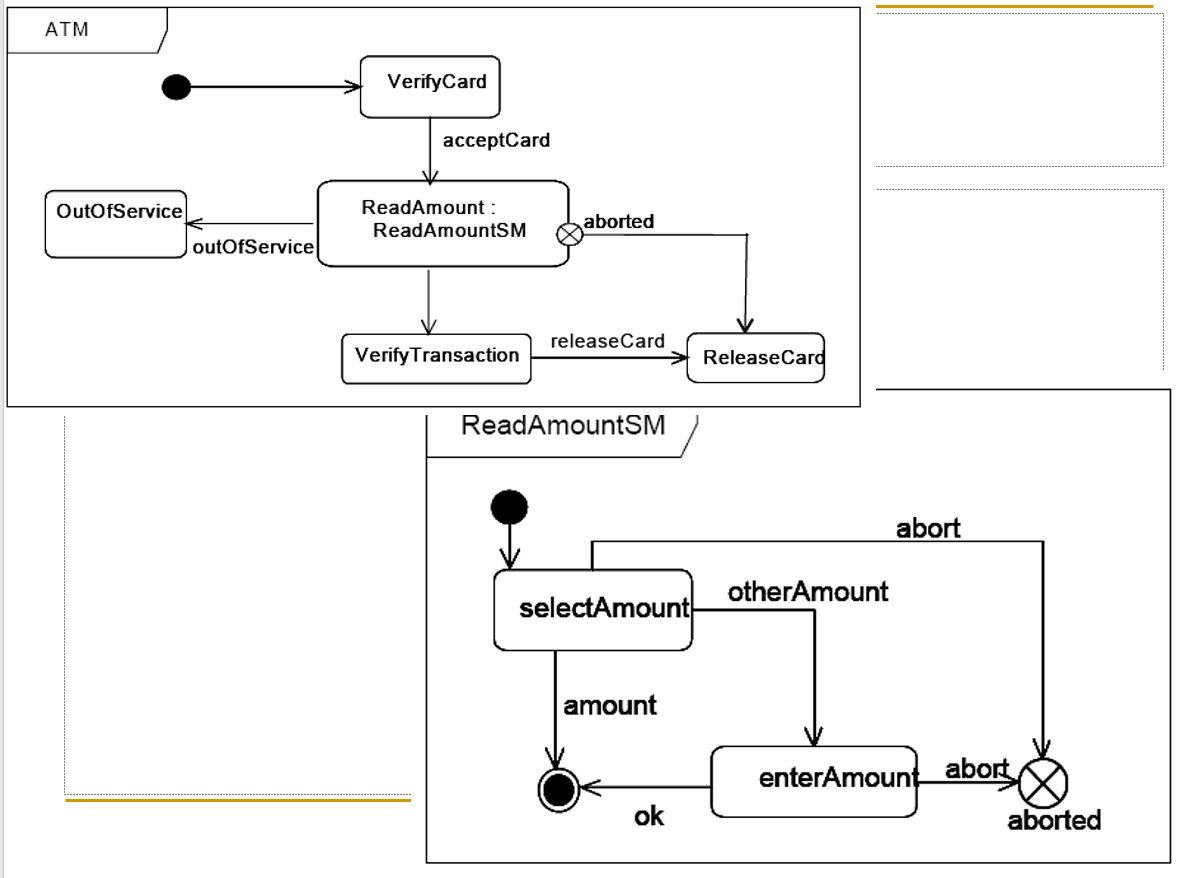 ATM
VerifyCard
acceptCard
OutOfService
outOfService
ReadAmount :
ReadAmountSM
aborted
VerifyTransaction
releaseCard
ReleaseCard
ReadAmountSM
abort
selectAmount
otherAmount
amount
enterAmount
abort
ok
aborted